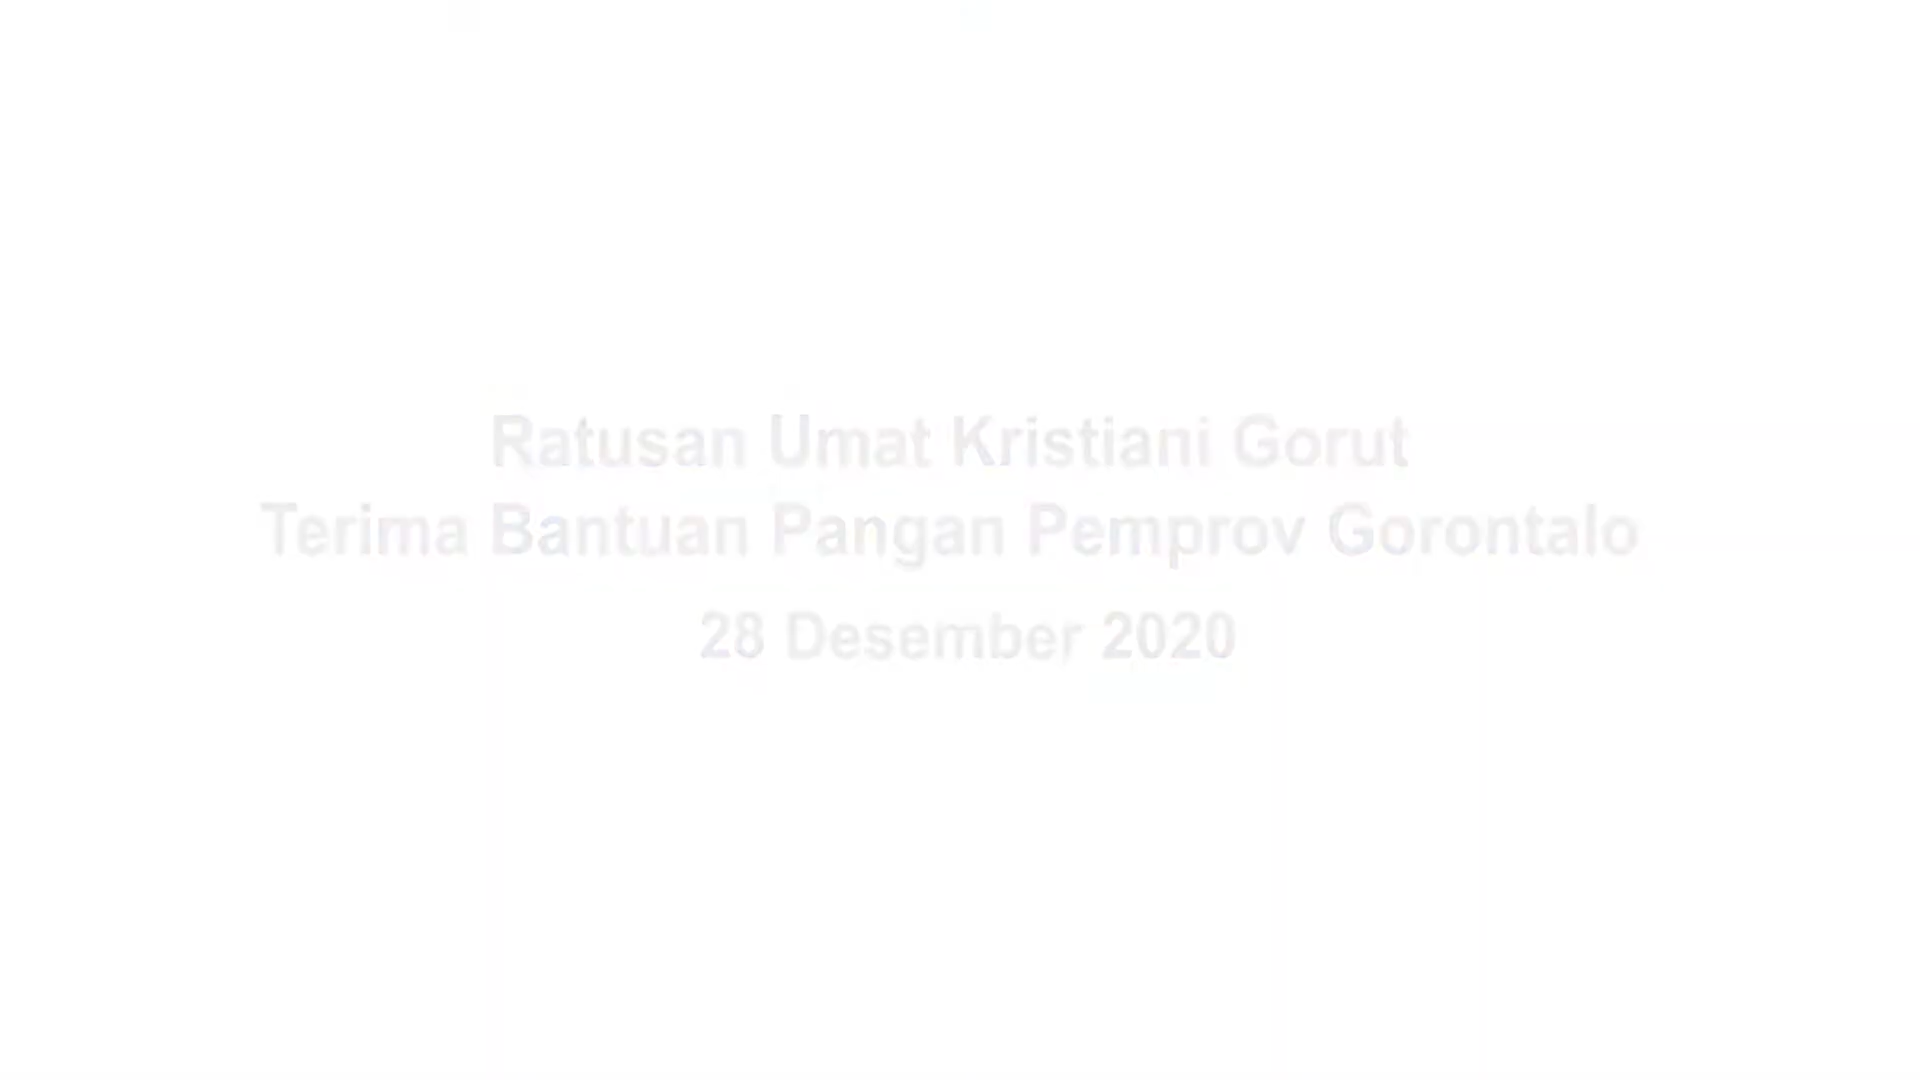 Ratusan Umat Kristiani Gorut
Terima Bantuan Pangan Pemprov Gorontalo
28 Desember 2020